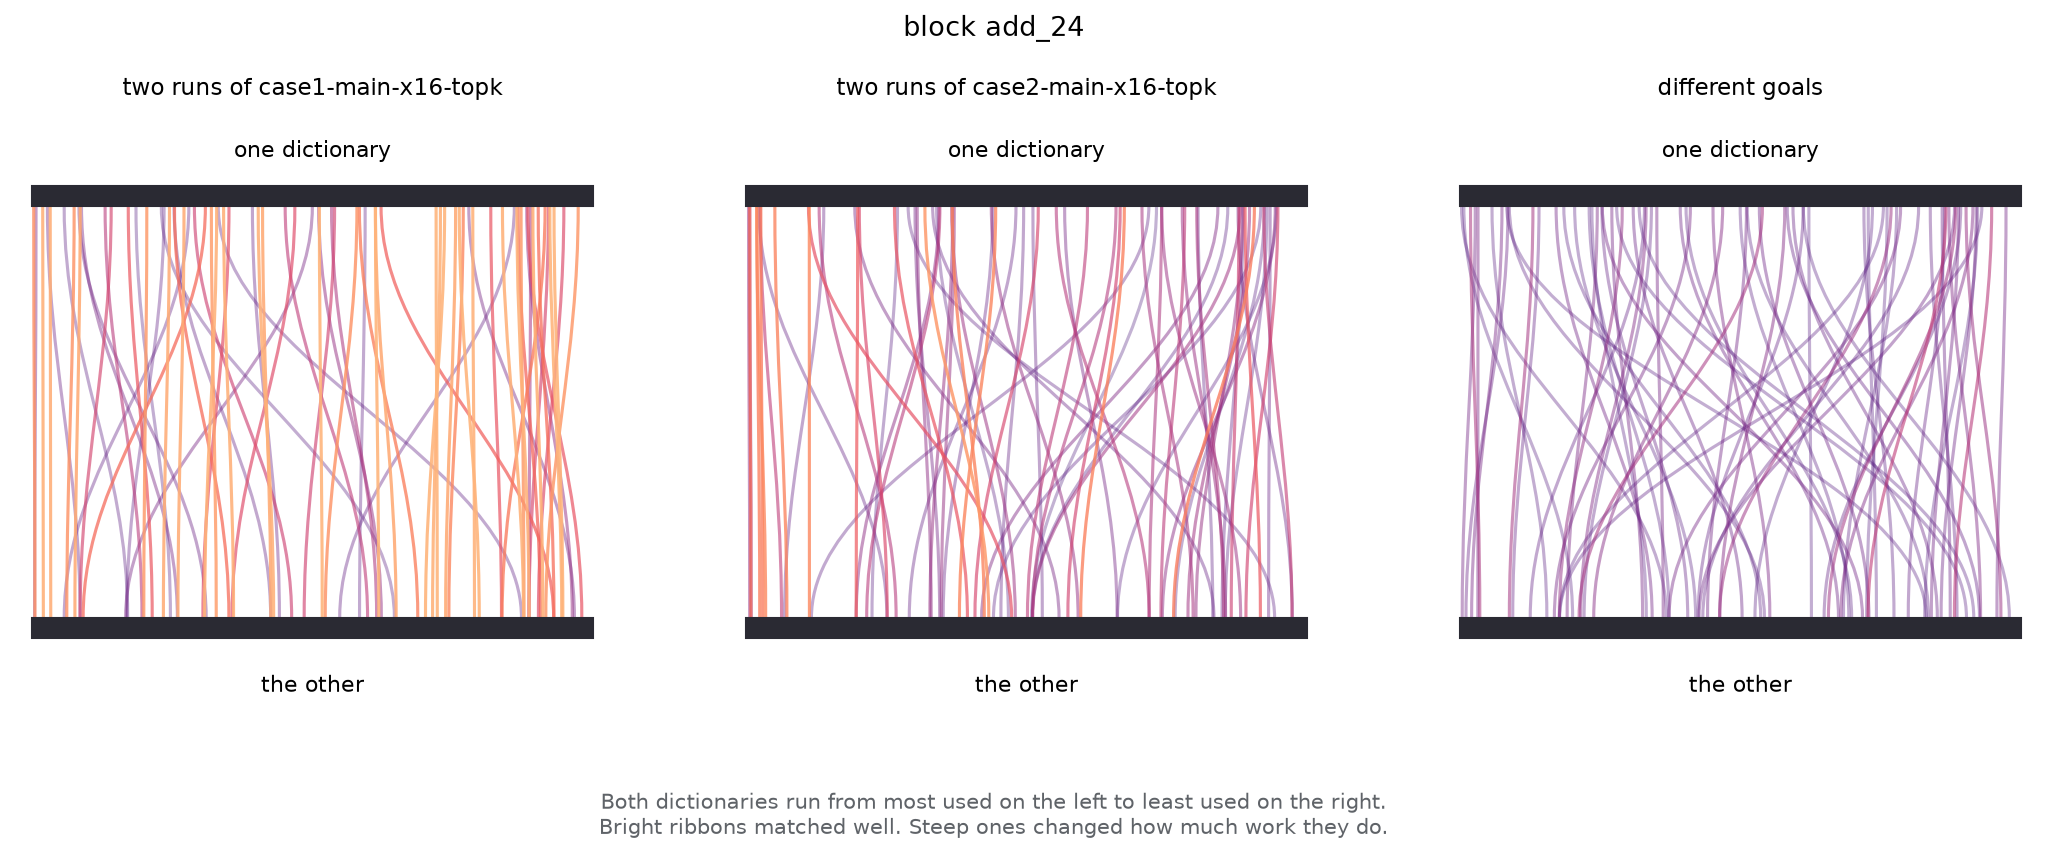 block add_24
two runs of case1-main-x16-topk
two runs of case2-main-x16-topk
different goals
one dictionary
one dictionary
one dictionary
the other
the other
the other
Both dictionaries run from most used on the left to least used on the right.
Bright ribbons matched well. Steep ones changed how much work they do.